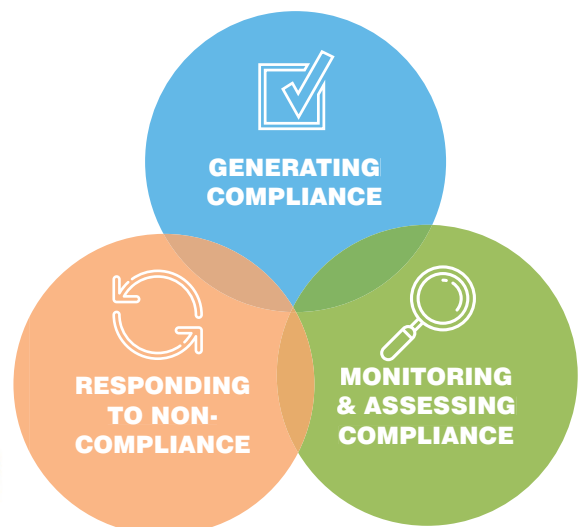 GENERATING
COMPLIANCE
RESPONDING
TO NON-
COMPLIANCE
MONITORING
& ASSESSING
COMPLIANCE